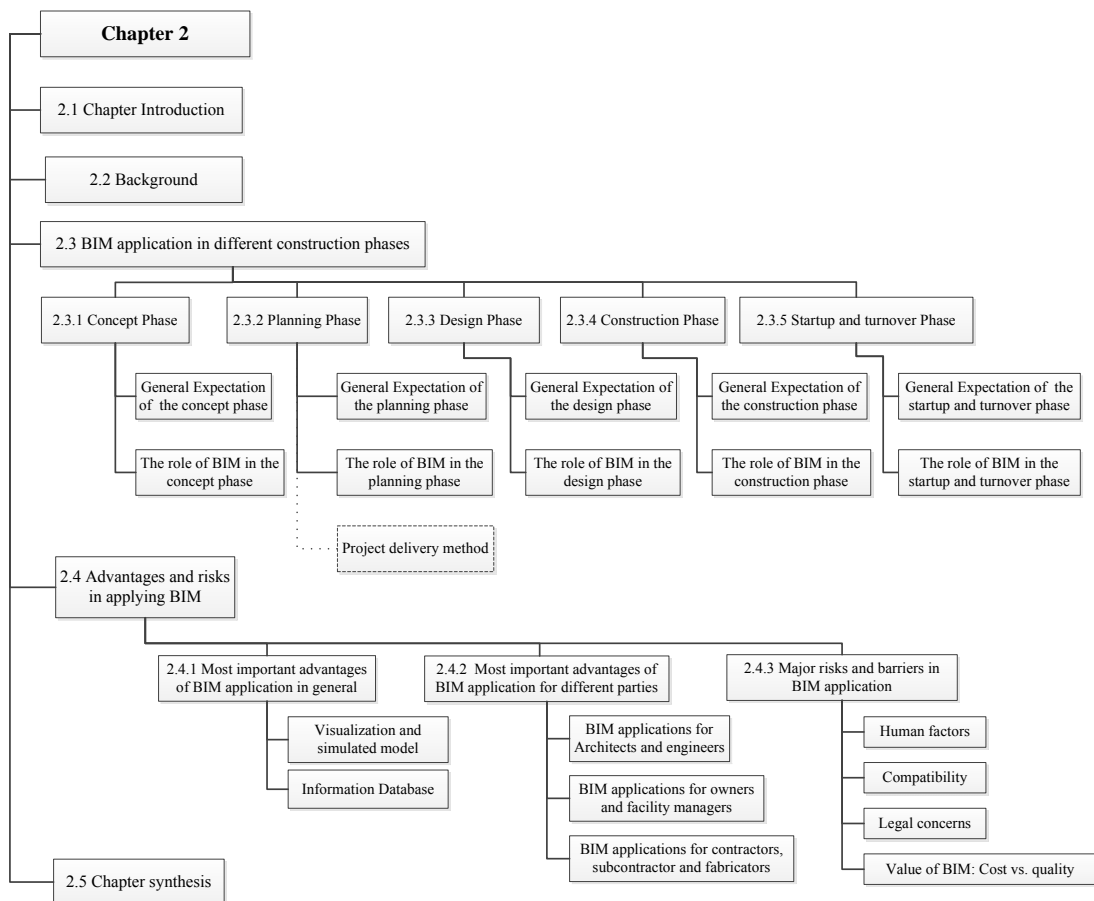 Chapter 2
2.1 Chapter Introduction
2.2 Background
2.3 BIM application in different construction phases
2.3.1 Concept Phase
General Expectation
of the concept phase
The role of BIM in the
concept phase
2.3.2 Planning Phase
General Expectation of
the planning phase
The role of BIM in the
planning phase
Project delivery method
2.3.3 Design Phase
General Expectation of
the design phase
The role of BIM in the
design phase
2.3.4 Construction Phase
General Expectation of
the construction phase
The role of BIM in the
construction phase
2.3.5 Startup and turnover Phase
General Expectation of the
startup and turnover phase
The role of BIM in the
startup and turnover phase
2.4 Advantages and risks
in applying BIM
2.4.1 Most important advantages
of BIM application in general
Visualization and
simulated model
Information Database
2.4.2 Most important advantages of
BIM application for different parties
BIM applications for
Architects and engineers
BIM applications for owners
and facility managers
BIM applications for contractors,
subcontractor and fabricators
2.4.3 Major risks and barriers in
BIM application
Human factors
Compatibility
Legal concerns
Value of BIM: Cost vs. quality
2.5 Chapter synthesis